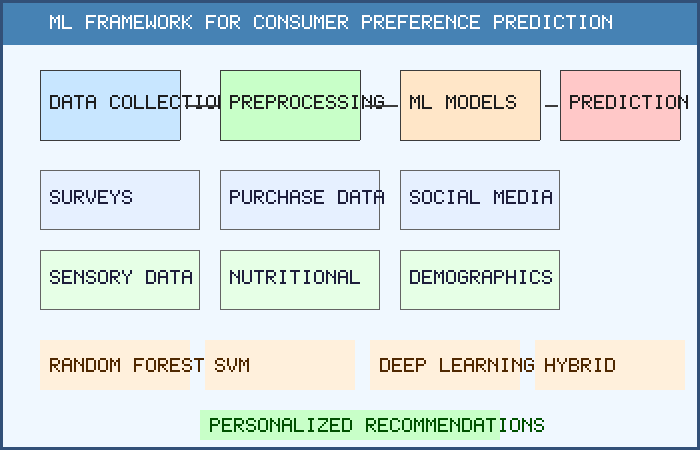 ML FRAMEWORK FOR CONSUMER PREFERENCE PREDICTION
DATA COLLECTION
PREPROCESSING
ML MODELS
PREDICTION
SURVEYS
PURCHASE DATA
SOCIAL MEDIA
SENSORY DATA
NUTRITIONAL
DEMOGRAPHICS
RANDOM FOREST
SVM
DEEP LEARNING
HYBRID
PERSONALIZED RECOMMENDATIONS